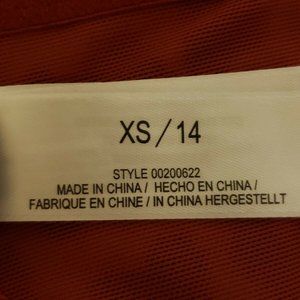 XS / 14
STYLE 00200622
MADE IN CHINA / HECHO EN CHINA /
FABRIQUE EN CHINE / IN CHINA HERGESTELLT